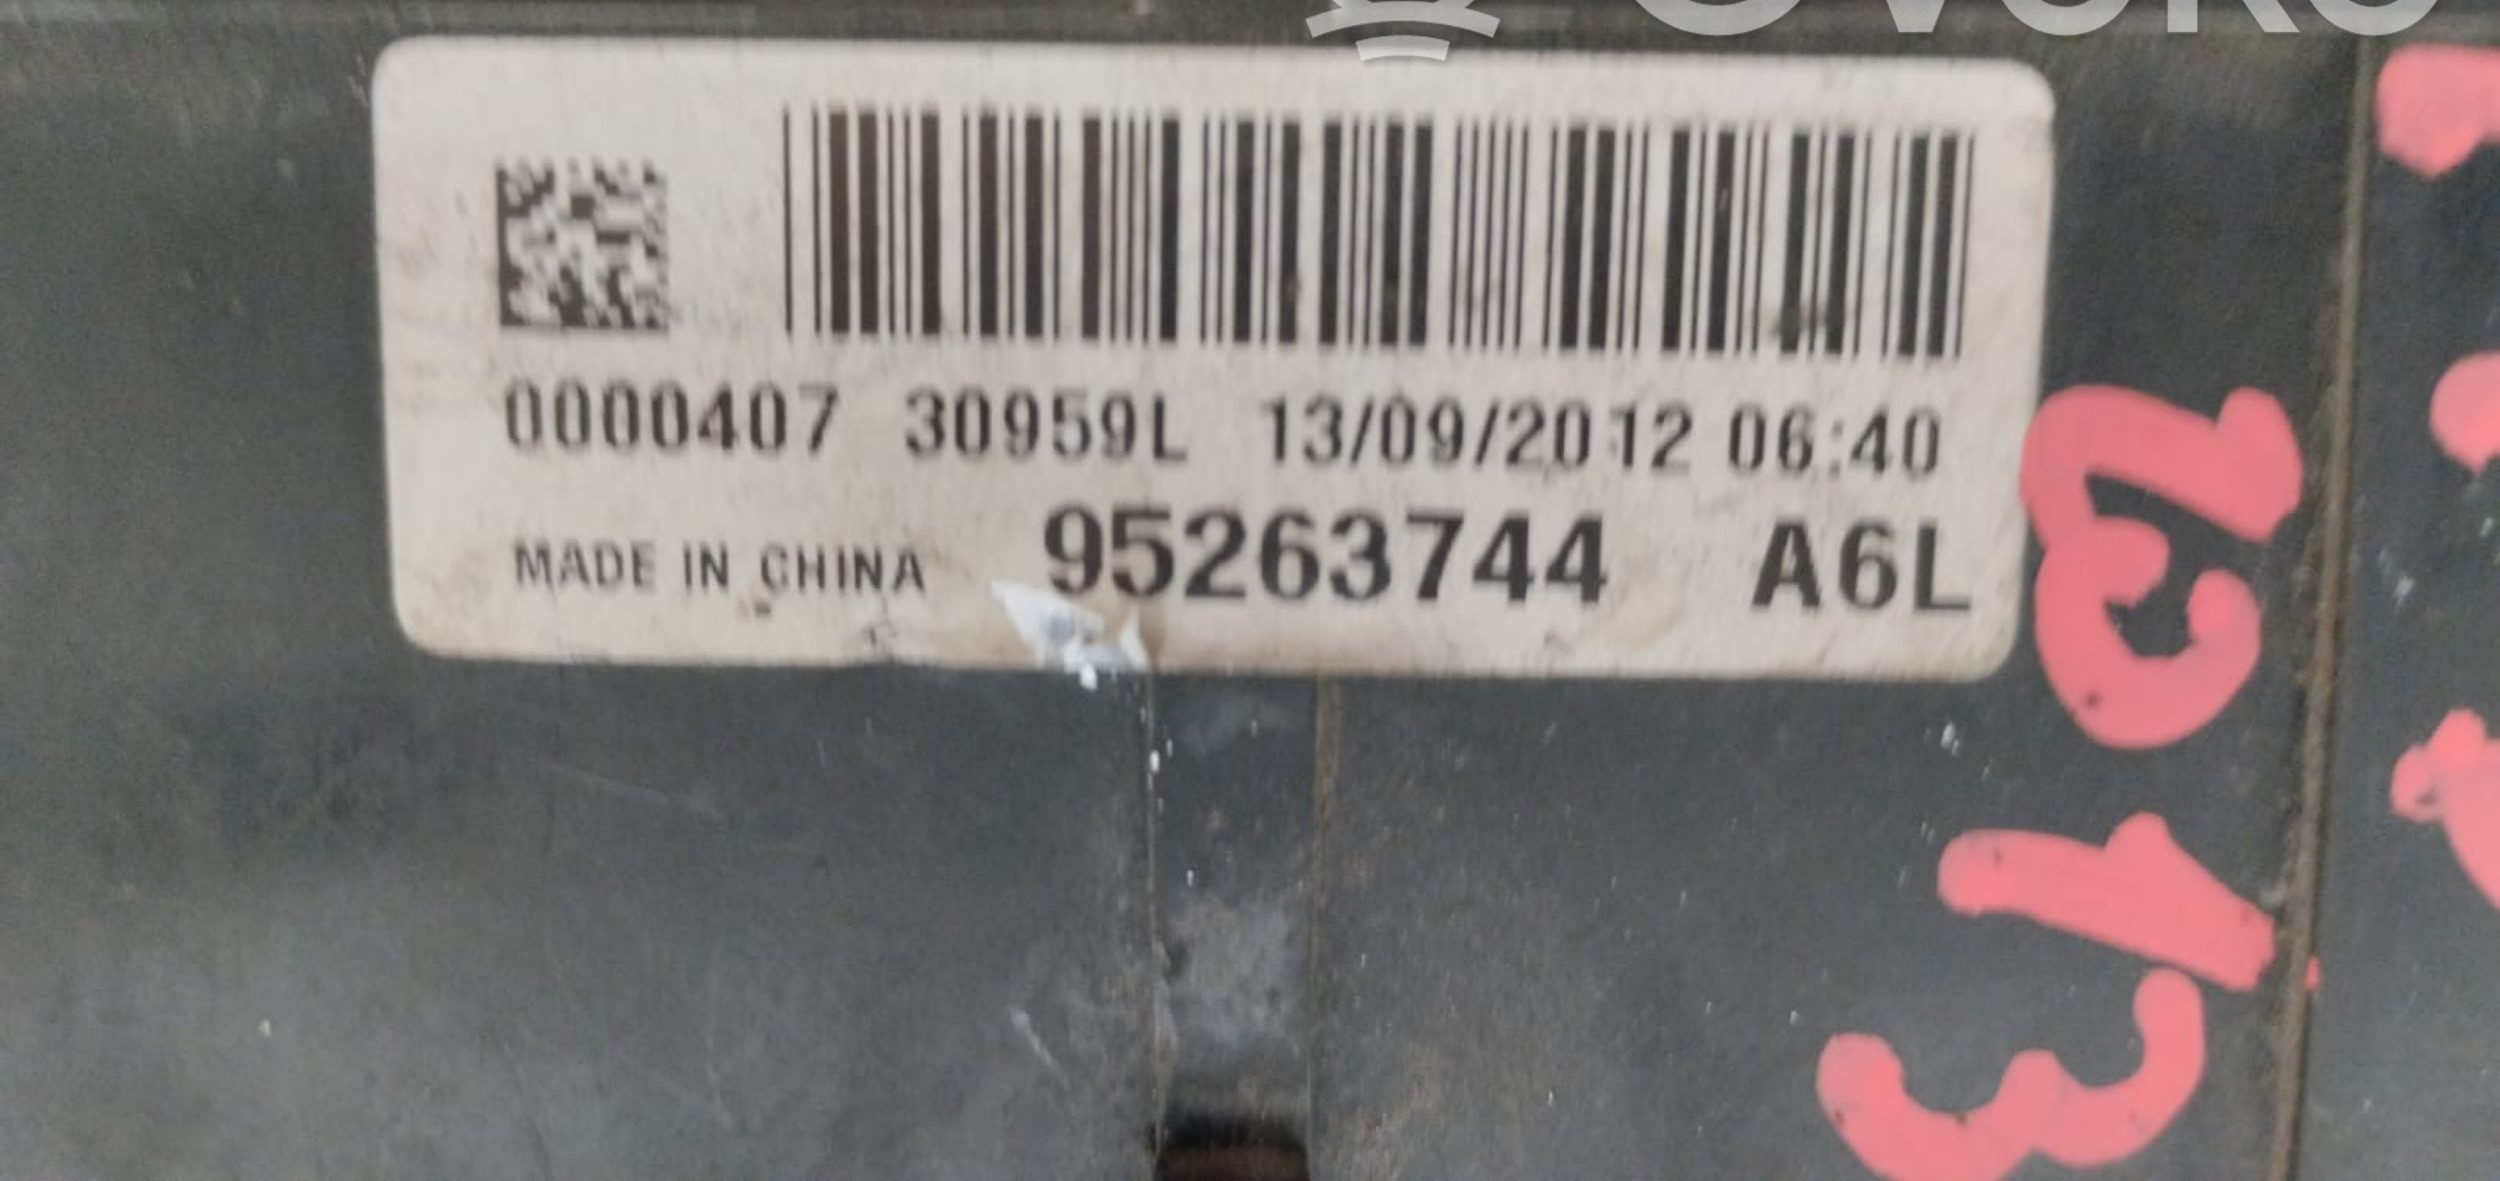 0000407 30959L 13/09/2012 06:40
MADE IN CHINA 95263744 A6L